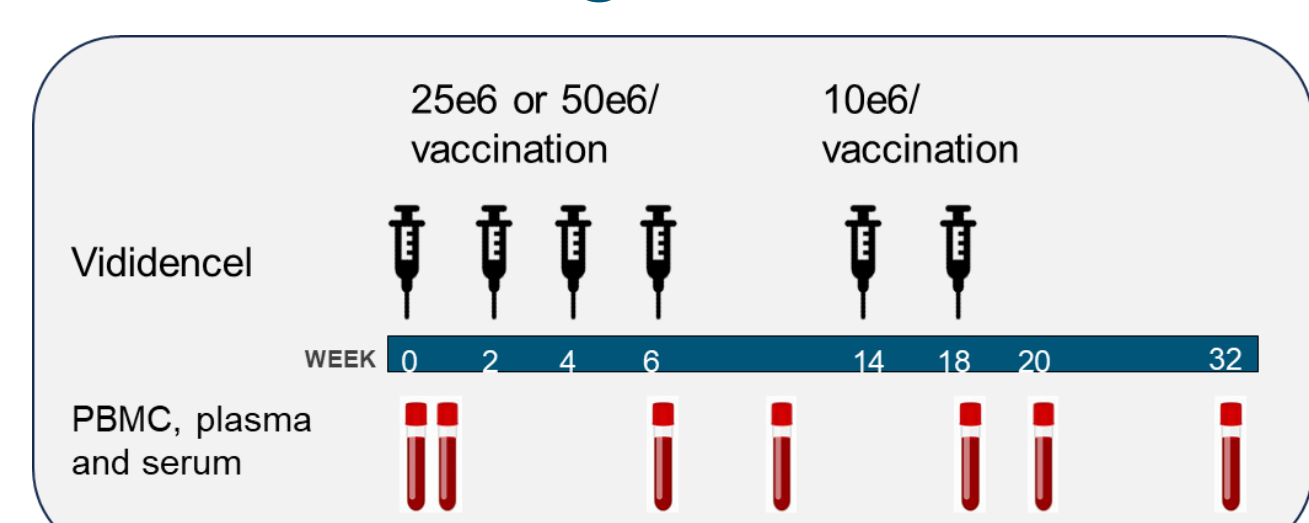 25e6 or 50e6/
vaccination
10e6/
vaccination
Vididencel
WEEK 0 2 4 6 14 18 20 32
PBMC, plasma
and serum